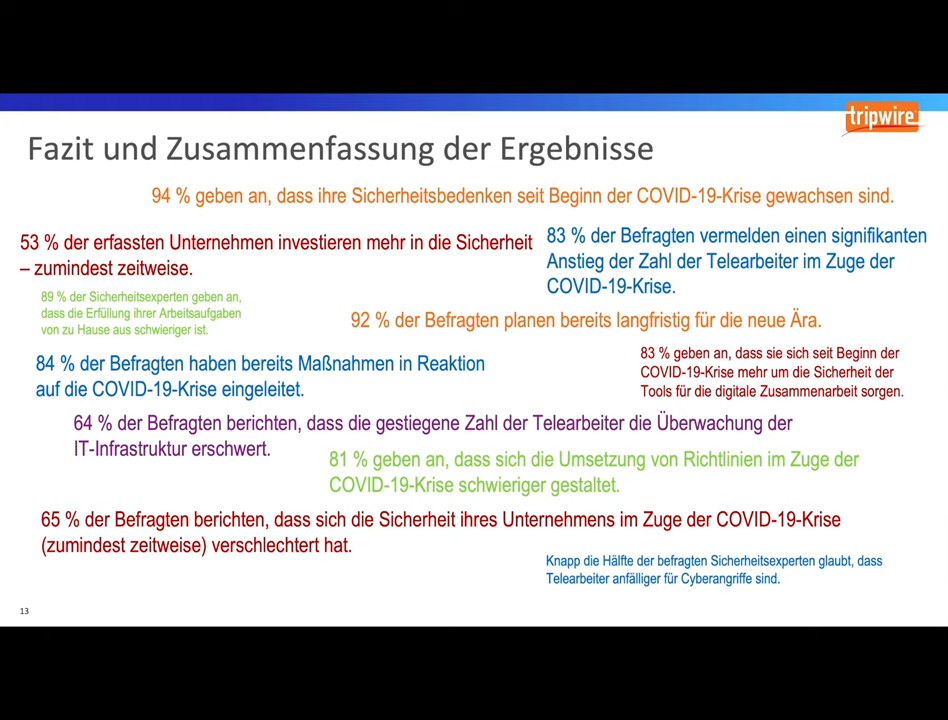 tripwire
Fazit und Zusammenfassung der Ergebnisse
94 % geben an, dass ihre Sicherheitsbedenken seit Beginn der COVID-19-Krise gewachsen sind.
53 % der erfassten Unternehmen investieren mehr in die Sicherheit
– zumindest zeitweise.
83 % der Befragten vermelden einen signifikanten
Anstieg der Zahl der Telearbeiter im Zuge der
COVID-19-Krise.
89 % der Sicherheitsexperten geben an,
dass die Erfüllung ihrer Arbeitsaufgaben
von zu Hause aus schwieriger ist.
92 % der Befragten planen bereits langfristig für die neue Ära.
84 % der Befragten haben bereits Maßnahmen in Reaktion
auf die COVID-19-Krise eingeleitet.
83 % geben an, dass sie sich seit Beginn der
COVID-19-Krise mehr um die Sicherheit der
Tools für die digitale Zusammenarbeit sorgen.
64 % der Befragten berichten, dass die gestiegene Zahl der Telearbeiter die Überwachung der
IT-Infrastruktur erschwert.
81 % geben an, dass sich die Umsetzung von Richtlinien im Zuge der
COVID-19-Krise schwieriger gestaltet.
65 % der Befragten berichten, dass sich die Sicherheit ihres Unternehmens im Zuge der COVID-19-Krise
(zumindest zeitweise) verschlechtert hat.
Knapp die Hälfte der befragten Sicherheitsexperten glaubt, dass
Telearbeiter anfälliger für Cyberangriffe sind.
13